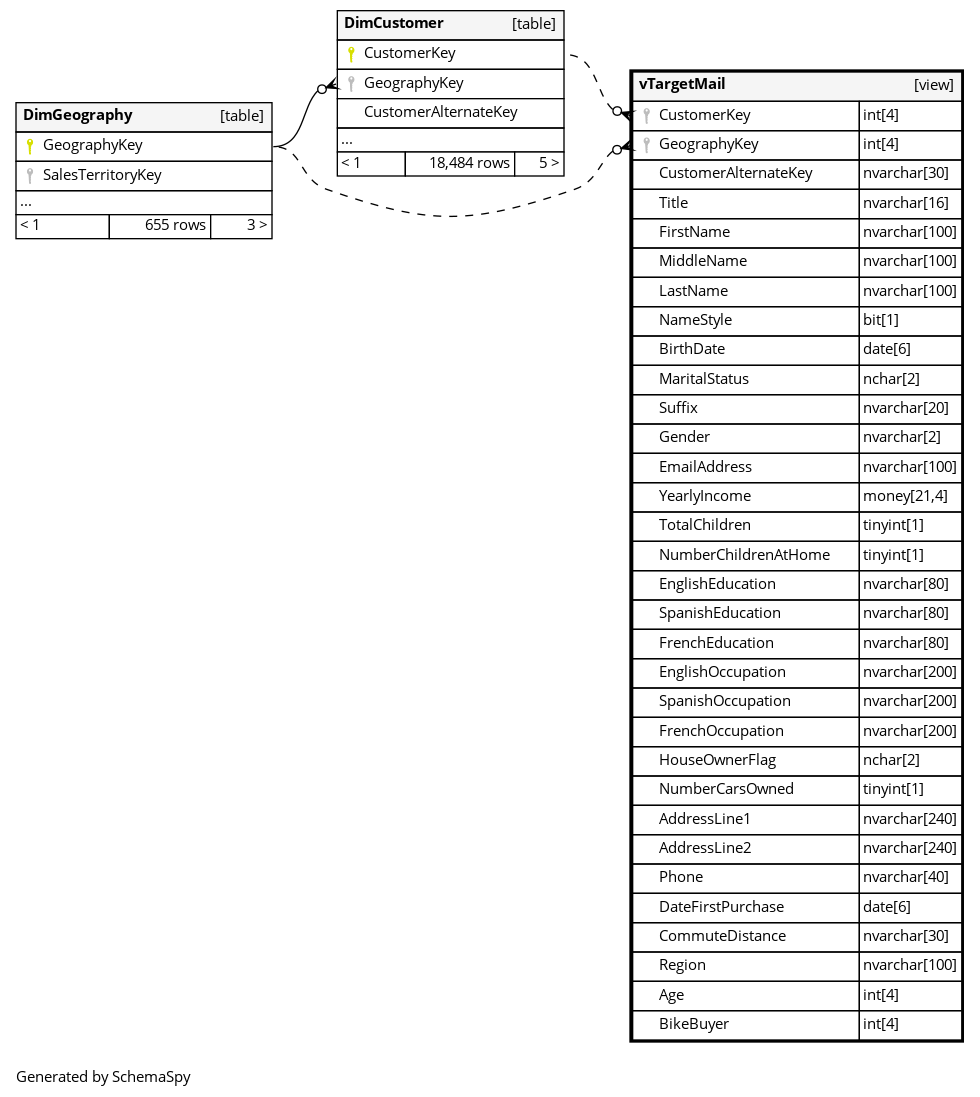 DimCustomer [table]
CustomerKey
GeographyKey
CustomerAlternateKey
...
< 1 18,484 rows 5 >
DimGeography [table]
GeographyKey
SalesTerritoryKey
...
< 1 655 rows 3 >
vTargetMail [view]
CustomerKey int[4]
GeographyKey int[4]
CustomerAlternateKey nvarchar[30]
Title nvarchar[16]
FirstName nvarchar[100]
MiddleName nvarchar[100]
LastName nvarchar[100]
NameStyle bit[1]
BirthDate date[6]
MaritalStatus nchar[2]
Suffix nvarchar[20]
Gender nvarchar[2]
EmailAddress nvarchar[100]
YearlyIncome money[21,4]
TotalChildren tinyint[1]
NumberChildrenAtHome tinyint[1]
EnglishEducation nvarchar[80]
SpanishEducation nvarchar[80]
FrenchEducation nvarchar[80]
EnglishOccupation nvarchar[200]
SpanishOccupation nvarchar[200]
FrenchOccupation nvarchar[200]
HouseOwnerFlag nchar[2]
NumberCarsOwned tinyint[1]
AddressLine1 nvarchar[240]
AddressLine2 nvarchar[240]
Phone nvarchar[40]
DateFirstPurchase date[6]
CommuteDistance nvarchar[30]
Region nvarchar[100]
Age int[4]
BikeBuyer int[4]
Generated by SchemaSpy